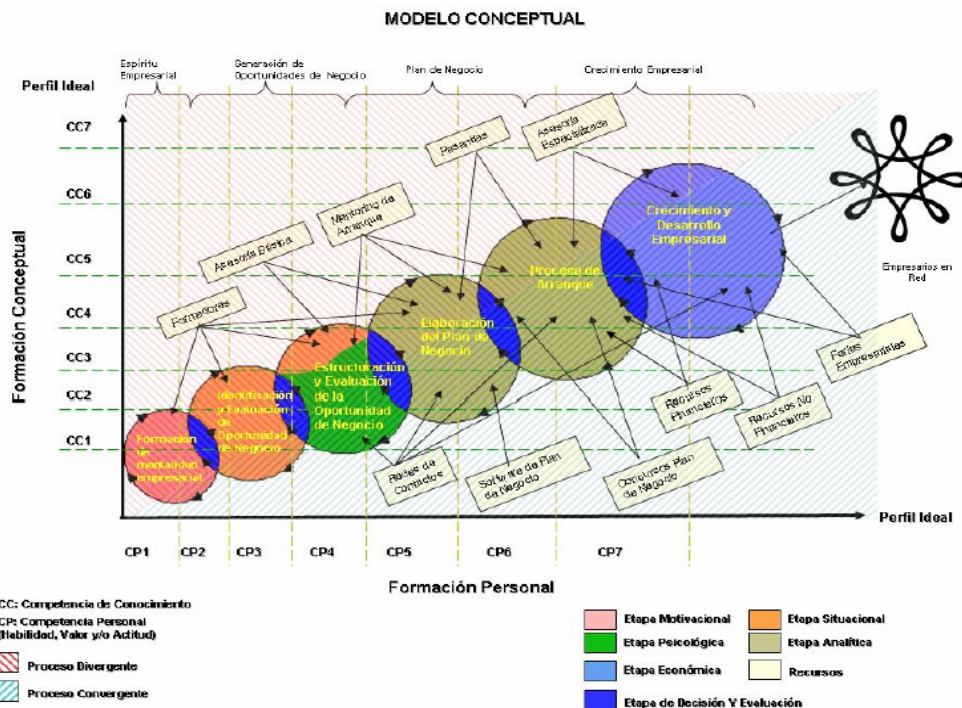 MODELO CONCEPTUAL
Espíritu
Empresarial
Generación de
Oportunidades de Negocio
Plan de Negocio
Crecimiento Empresarial
Perfil Ideal
CC7
CC6
CC5
CC4
CC3
CC2
CC1
Formación Conceptual
Pasantías
Asesoría
Especializada
Mentoring de
Arranque
Asesoría Básica
Formadores
Crecimiento y
Desarrollo
Empresarial
Proceso de
Arranque
Elaboración
del Plan de
Negocio
Estructuración
y Evaluación
de la
Oportunidad
de Negocio
Identificación
y Evaluación
de
Oportunidad
de Negocio
Formación
de
mentalidad
empresarial
Empresarios en
Red
Ferias
Empresariales
Recursos
Financieros
Recursos No
Financieros
Redes de
Contactos
Software de Plan
de Negocio
Concursos Plan
de Negocio
Perfil Ideal
CP1
CP2
CP3
CP4
CP5
CP6
CP7
Formación Personal
CC: Competencia de Conocimiento
CP: Competencia Personal
(Habilidad, Valor y/o Actitud)
Proceso Divergente
Proceso Convergente
Etapa Motivacional
Etapa Situacional
Etapa Psicológica
Etapa Analítica
Etapa Económica
Recursos
Etapa de Decisión Y Evaluación